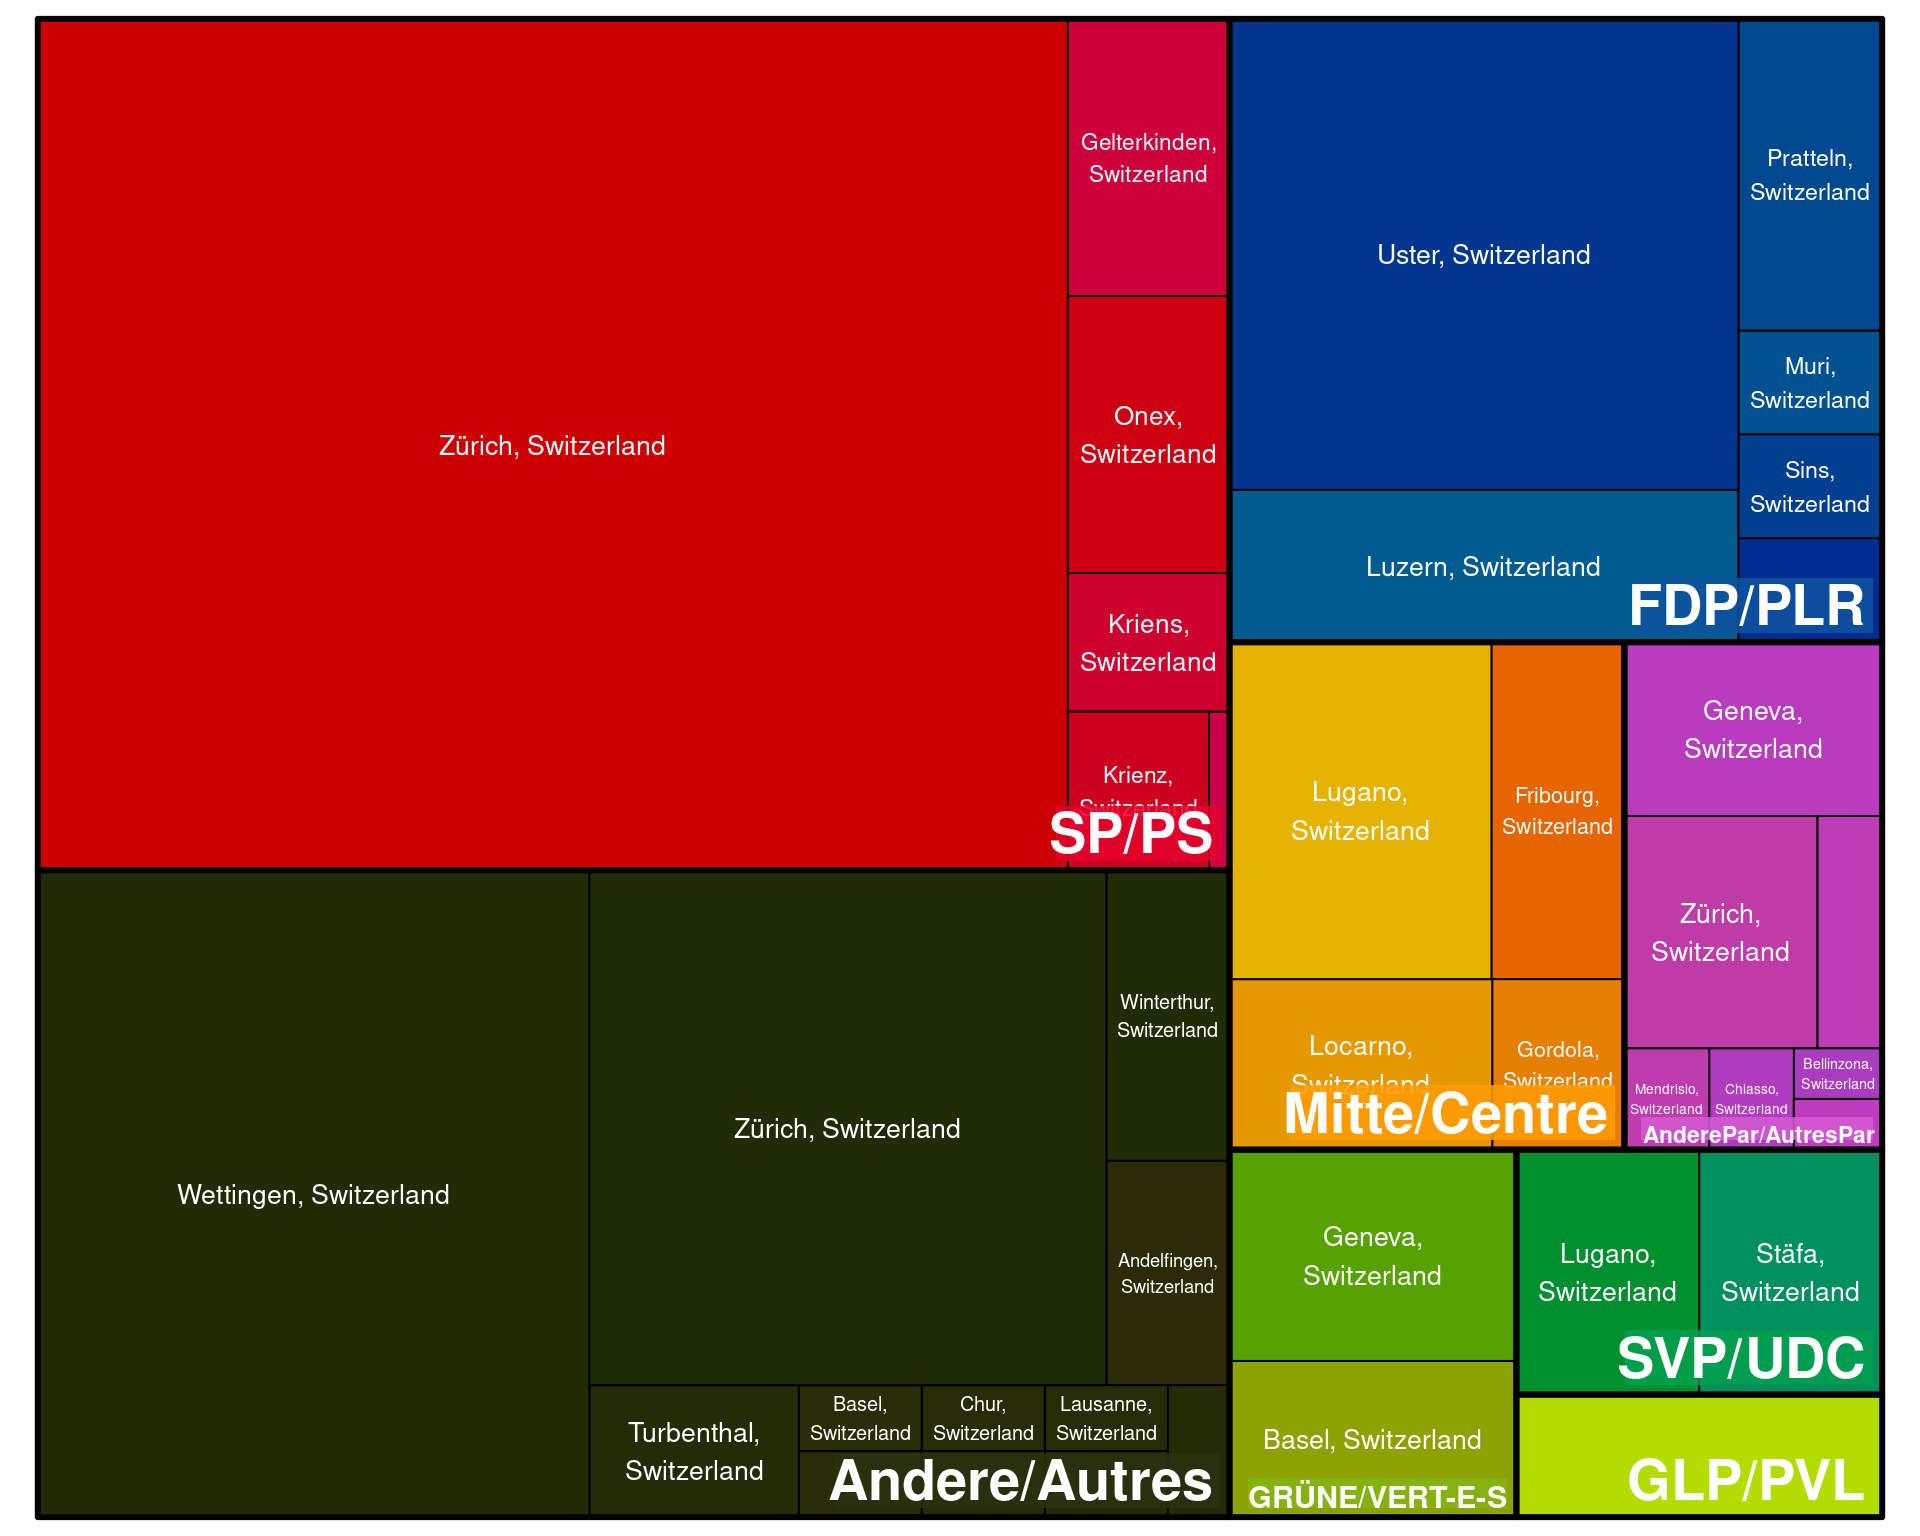 Zürich, Switzerland
Gelterkinden,
Switzerland
Onex,
Switzerland
Kriens,
Switzerland
Krienz,
Switzerland
SP/PS
Uster, Switzerland
Pratteln,
Switzerland
Muri,
Switzerland
Sins,
Switzerland
Luzern, Switzerland
FDP/PLR
Lugano,
Switzerland
Fribourg,
Switzerland
Locarno,
Switzerland
Gordola,
Switzerland
Mitte/Centre
Geneva,
Switzerland
Zürich,
Switzerland
Mendrisio,
Switzerland
Chiasso,
Switzerland
Bellinzona,
Switzerland
AnderePar/AutresPar
Wettingen, Switzerland
Zürich, Switzerland
Winterthur,
Switzerland
Andelfingen,
Switzerland
Turbenthal,
Switzerland
Basel,
Switzerland
Chur,
Switzerland
Lausanne,
Switzerland
Andere/Autres
Geneva,
Switzerland
Basel, Switzerland
GRÜNE/VERT-E-S
Lugano,
Switzerland
Stäfa,
Switzerland
SVP/UDC
GLP/PVL